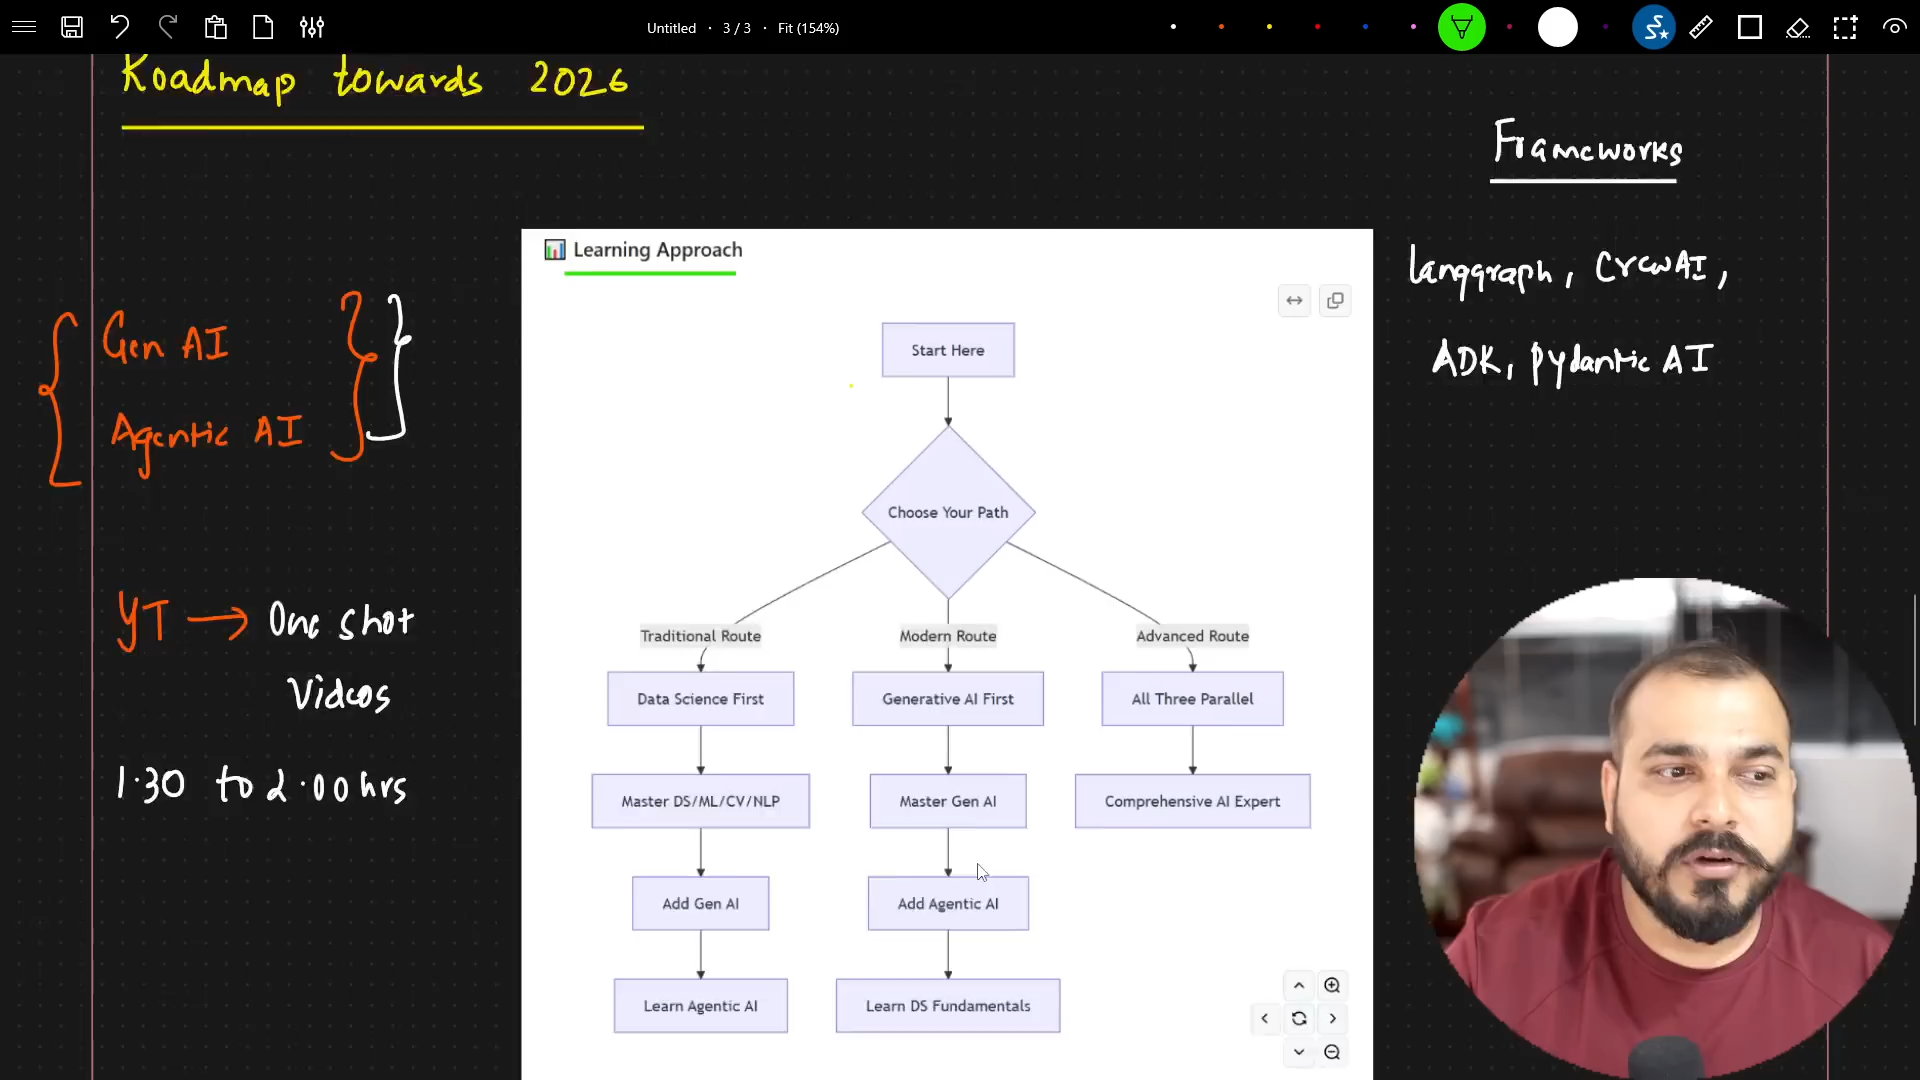 Untitled · 3 / 3 · Fit (154%)
Roadmap towards 2026
Frameworks
Langgraph, CrewAI,
ADK, Pydantic AI
Gen AI
Agentic AI
YT → One shot
Videos
1.30 to 2.00 hrs
📊 Learning Approach
Start Here
Choose Your Path
Traditional Route Modern Route Advanced Route
Data Science First Generative AI First All Three Parallel
Master DS/ML/CV/NLP Master Gen AI Comprehensive AI Expert
Add Gen AI Add Agentic AI
Learn Agentic AI Learn DS Fundamentals